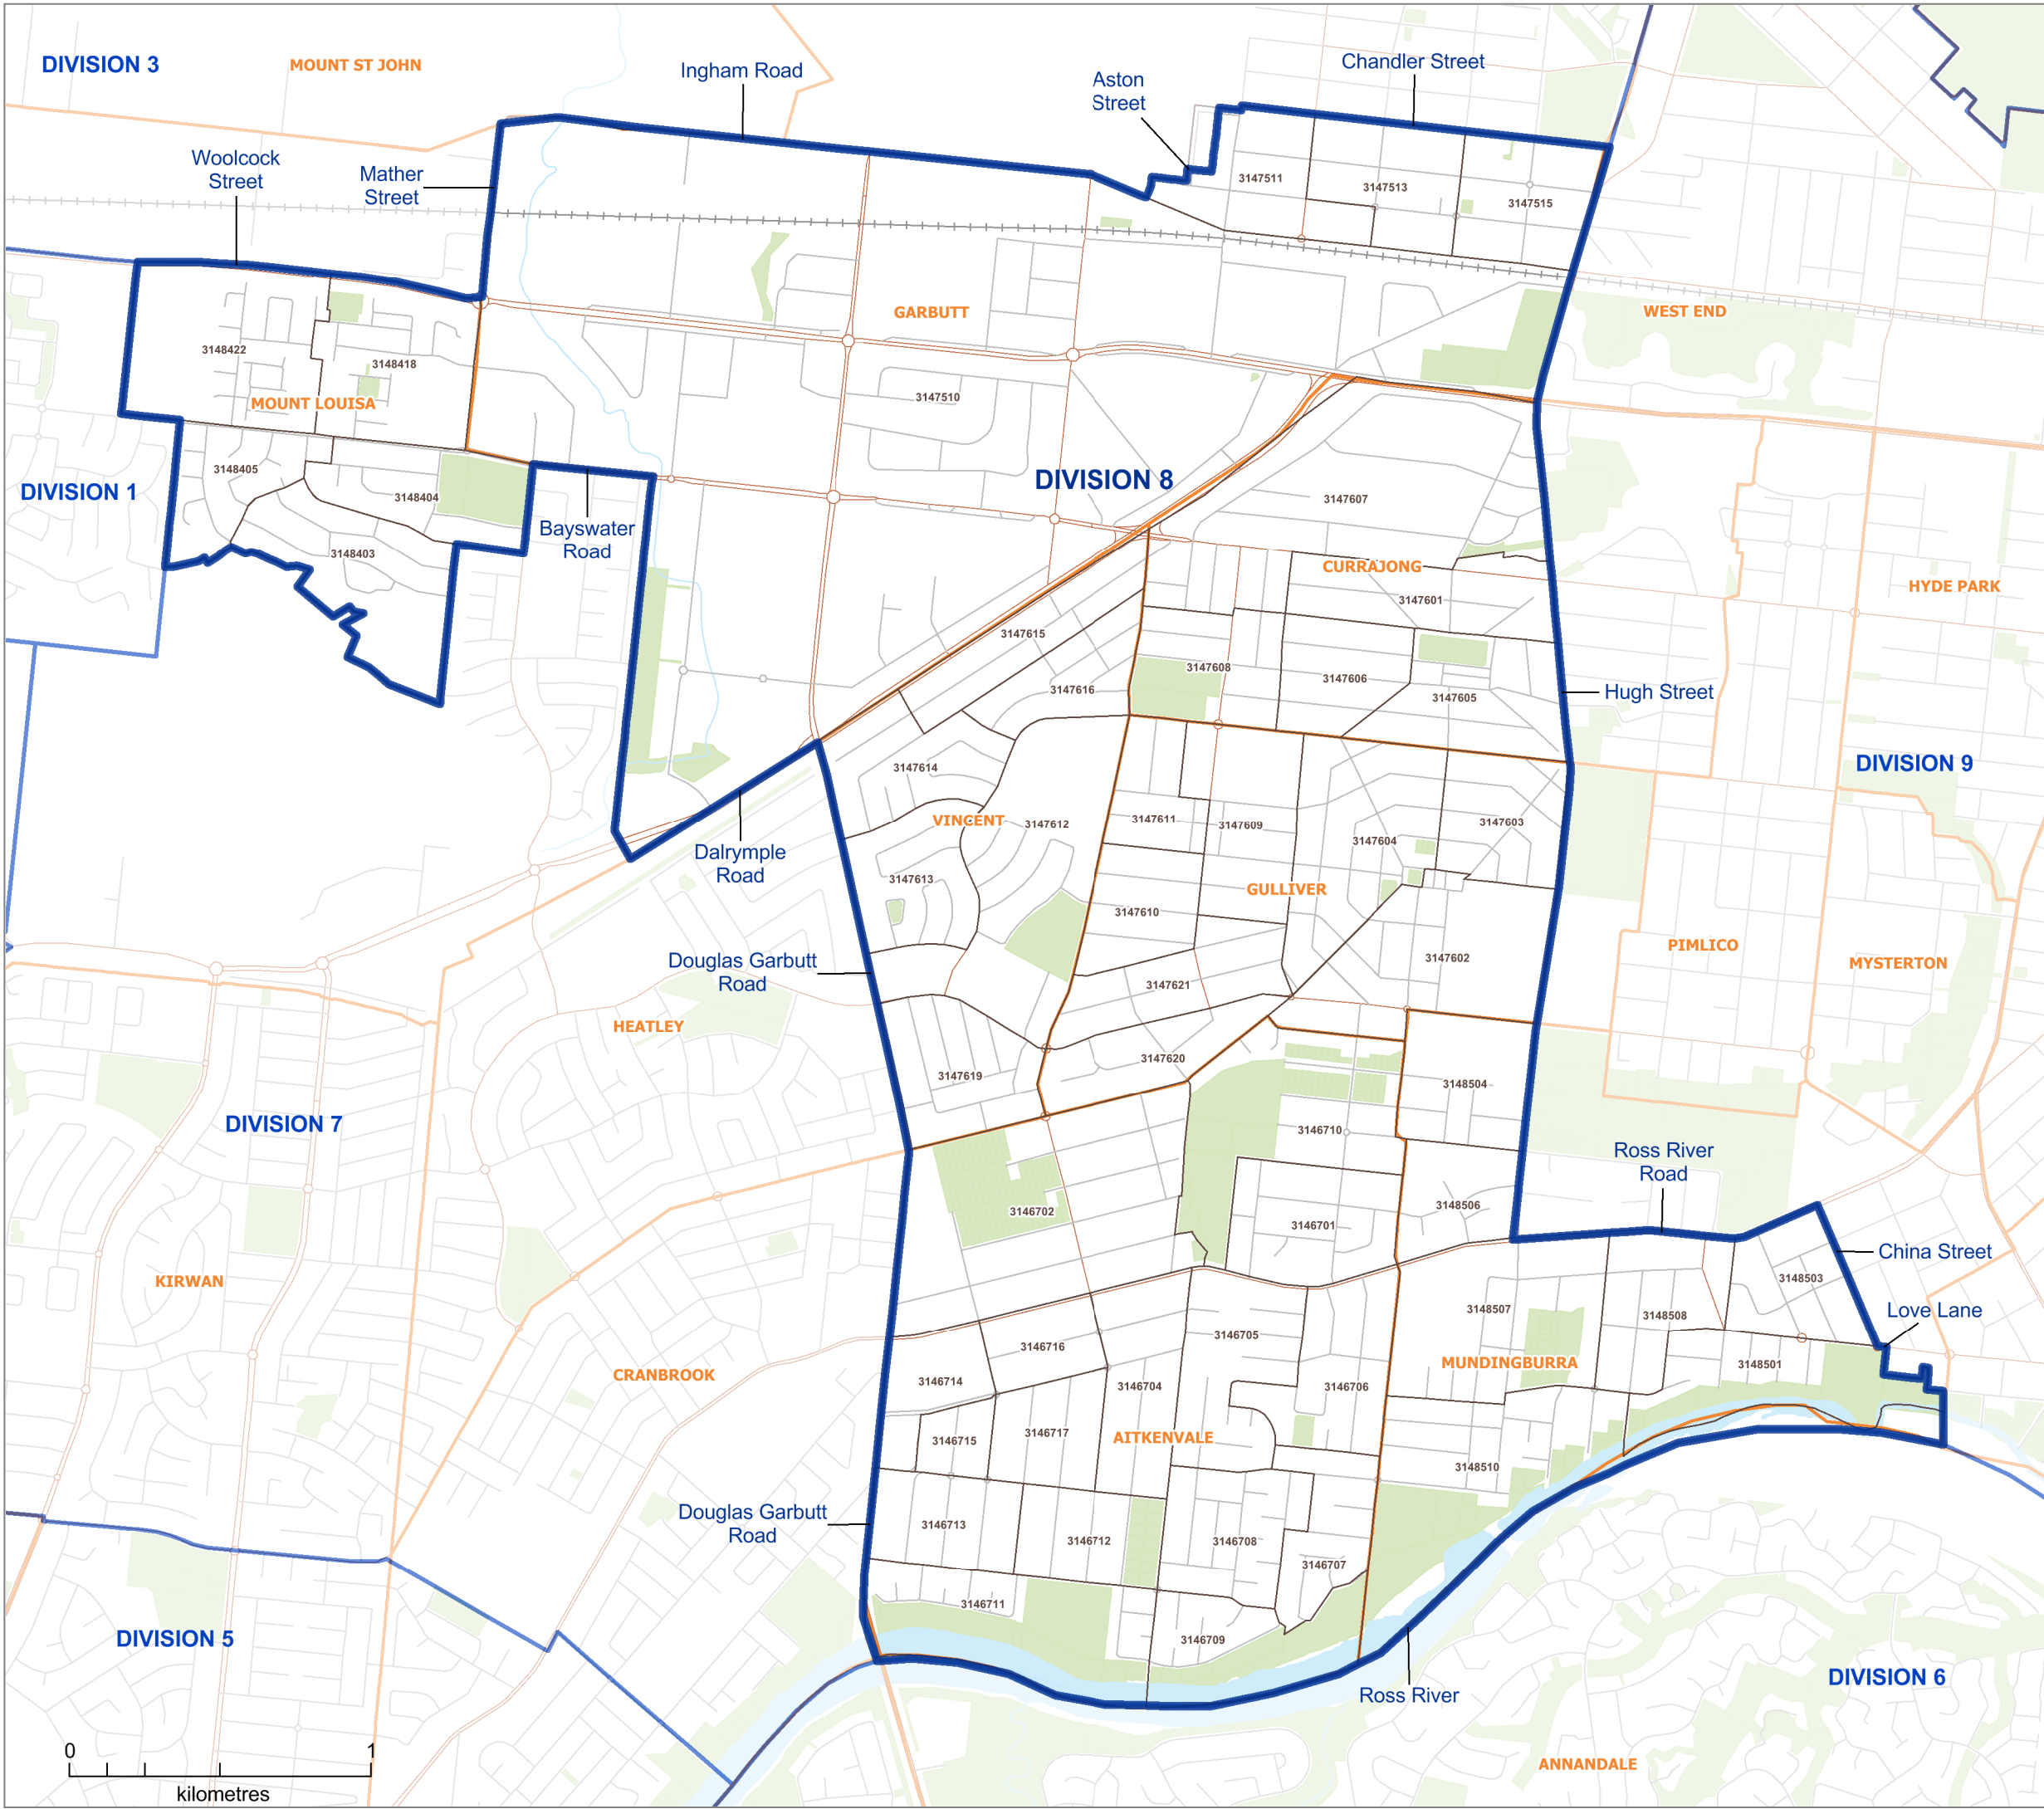 DIVISION 3
MOUNT ST JOHN
Ingham Road
Aston
Street
Chandler Street
Woolcock
Street
Mather
Street
3147511
3147513
3147515
GARBUTT
WEST END
3148422
3148418
MOUNT LOUISA
3147510
3148405
DIVISION 1
3148404
DIVISION 8
3147607
Bayswater
Road
3148403
CURRAJONG
HYDE PARK
3147601
3147615
3147608
3147606
3147616
3147605
Hugh Street
3147614
DIVISION 9
VINCENT
3147612
3147611
3147609
3147603
3147604
Dalrymple
Road
3147613
GULLIVER
3147610
PIMLICO
3147602
MYSTERTON
Douglas Garbutt
Road
3147621
HEATLEY
3147620
3147619
3148504
DIVISION 7
3146710
Ross River
Road
3146702
3146701
3148506
China Street
KIRWAN
3148503
3148507
Love Lane
3148508
3146705
3146716
MUNDINGBURRA
3148501
CRANBROOK
3146714
3146704
3146706
3146715
3146717
AITKENVALE
3148510
Douglas Garbutt
Road
3146713
3146712
3146708
3146707
3146711
DIVISION 5
3146709
DIVISION 6
Ross River
0
1
kilometres
ANNANDALE